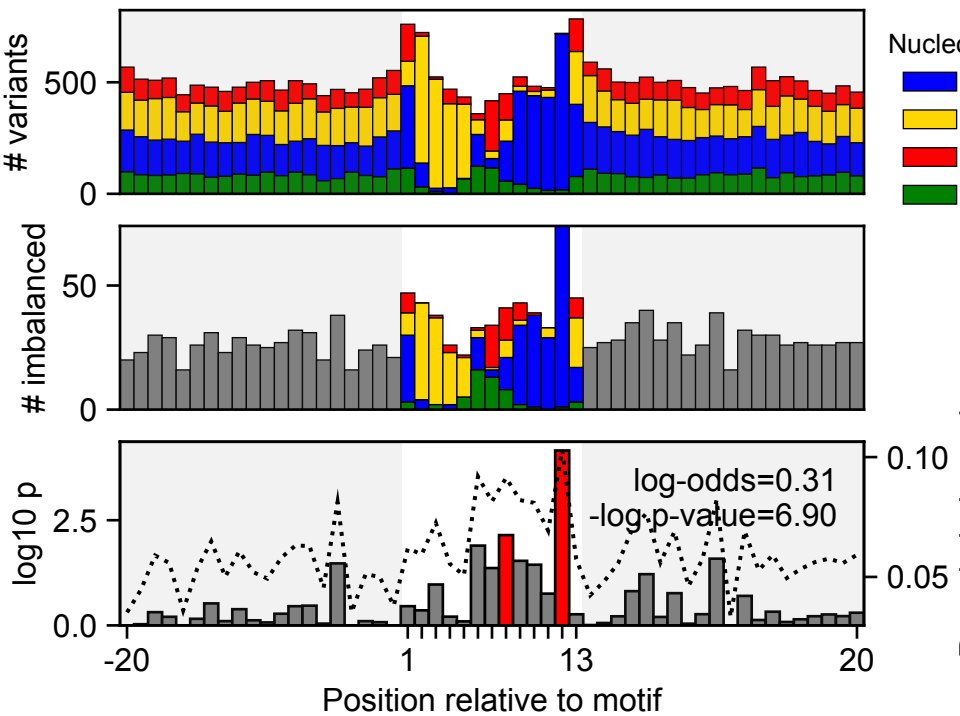 # variants
500
0
# imbalanced
50
0
log10 p
2.5
0.0
0.10
0.05
log-odds=0.31
-log p-value=6.90
-20
1
13
20
Position relative to motif